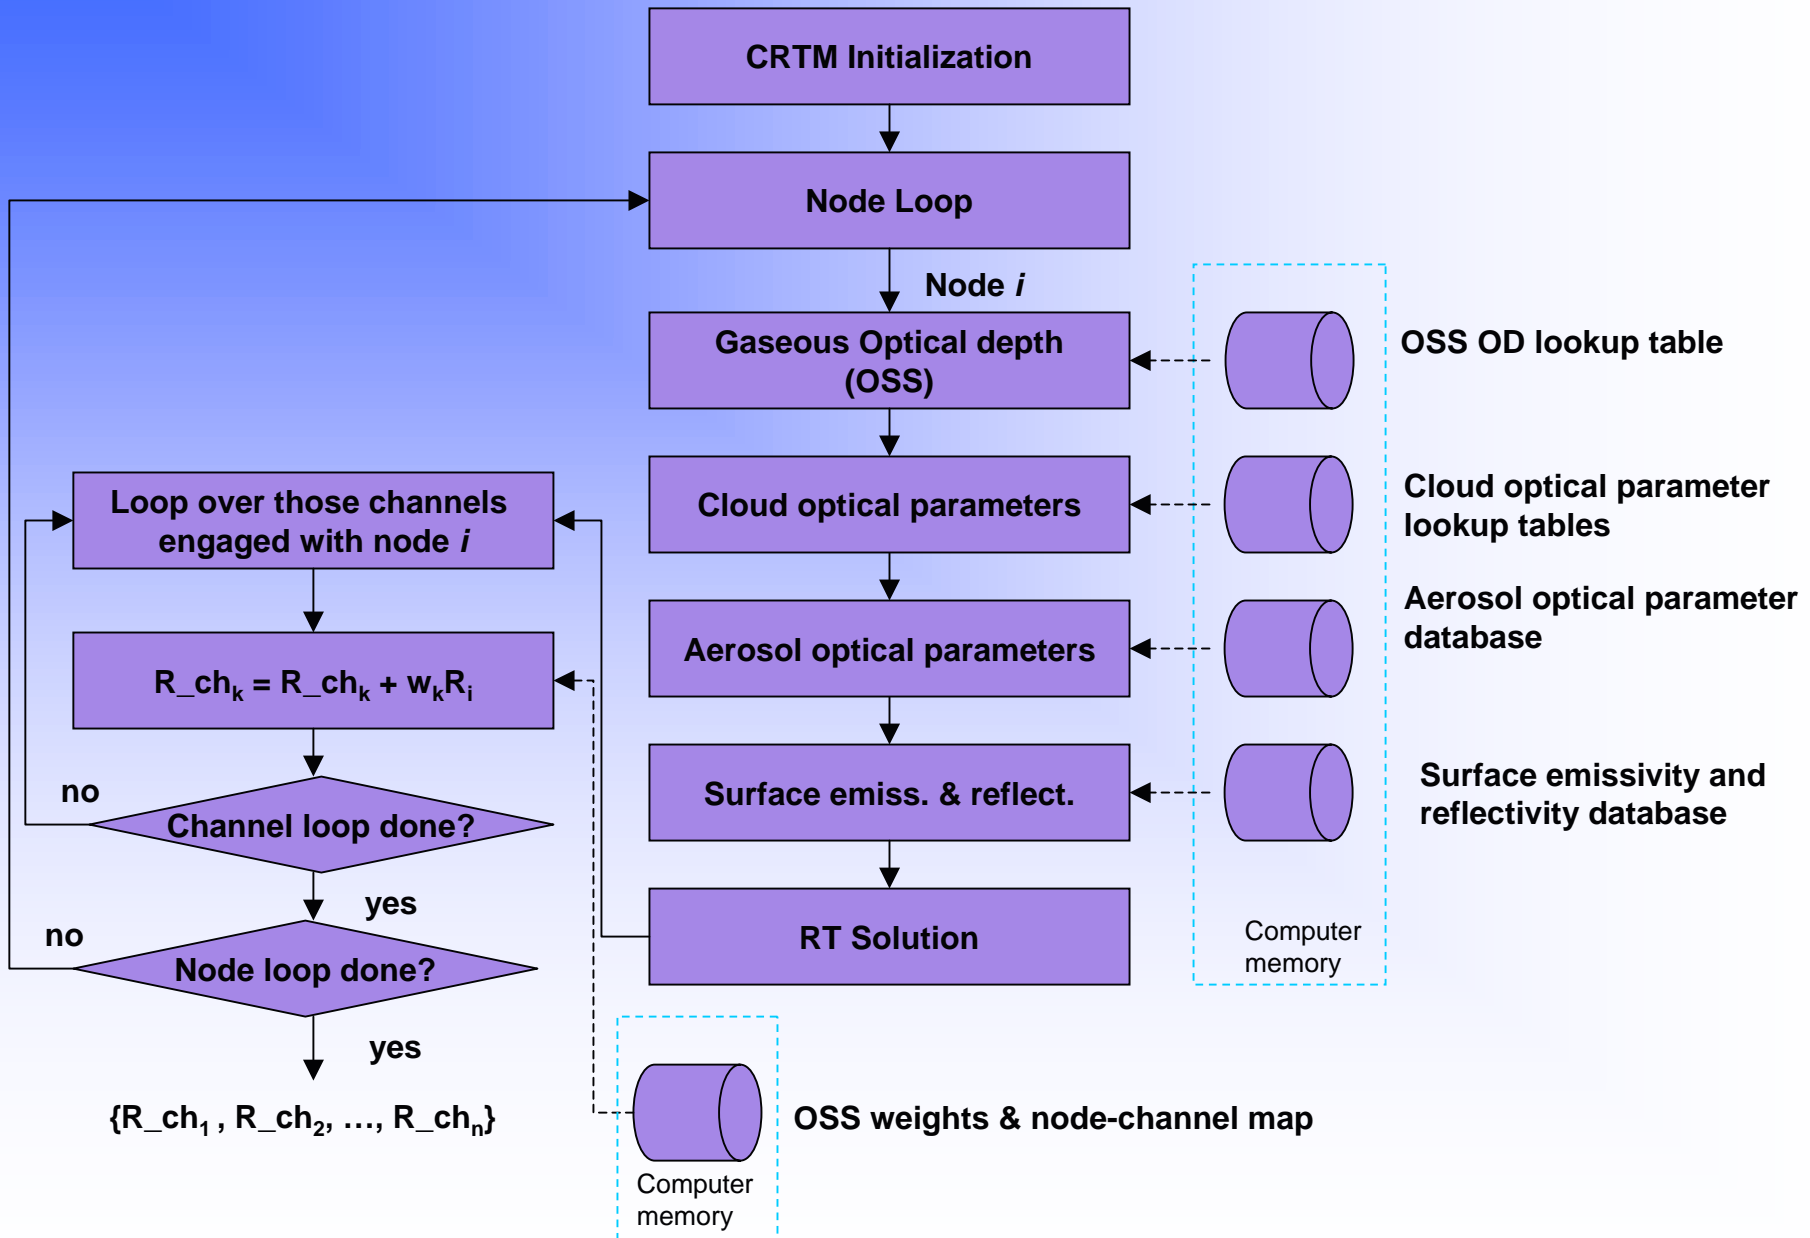 CRTM Initialization
Node Loop
Node i
Gaseous Optical depth
(OSS)
OSS OD lookup table
Cloud optical parameters
Cloud optical parameter
lookup tables
Aerosol optical parameters
Aerosol optical parameter
database
Surface emiss. & reflect.
Surface emissivity and
reflectivity database
RT Solution
Computer
memory
Loop over those channels
engaged with node i
R_chₖ = R_chₖ + wₖRᵢ
no
Channel loop done?
yes
no
Node loop done?
yes
{R_ch₁ , R_ch₂, …, R_chₙ}
OSS weights & node-channel map
Computer
memory